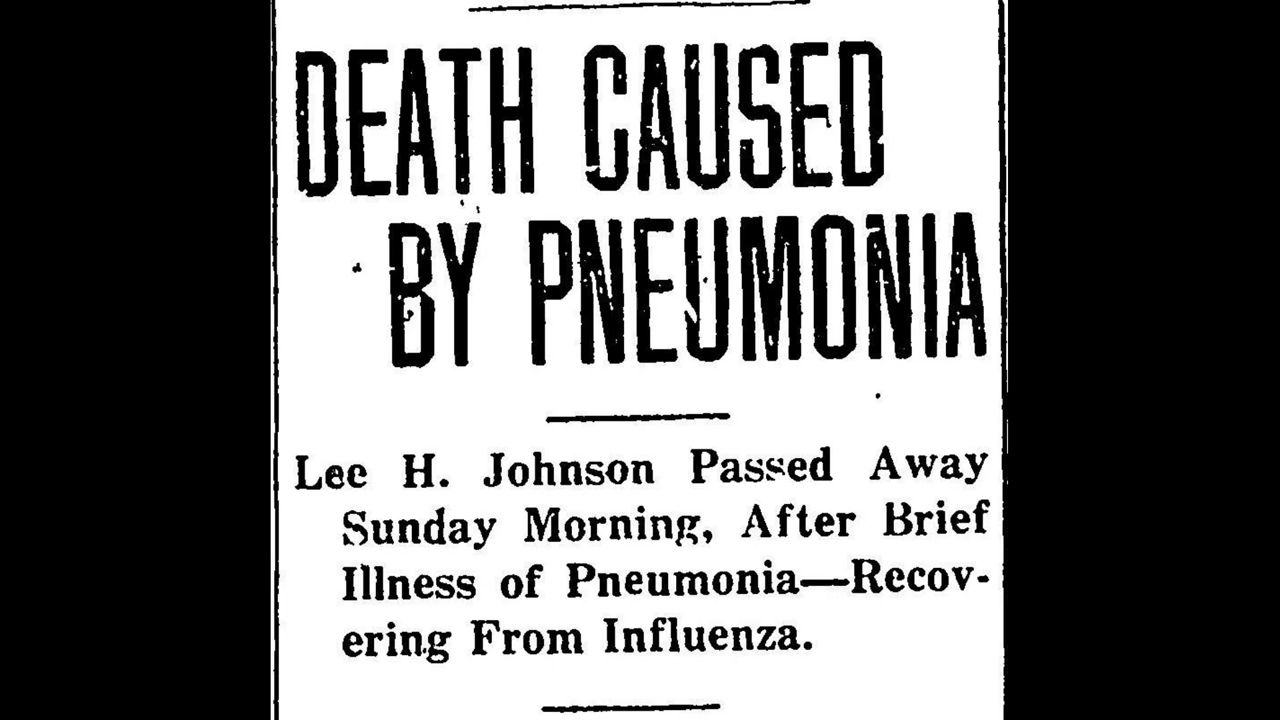 DEATH CAUSED
BY PNEUMONIA
Lee H. Johnson Passed Away
Sunday Morning, After Brief
Illness of Pneumonia—Recov-
ering From Influenza.